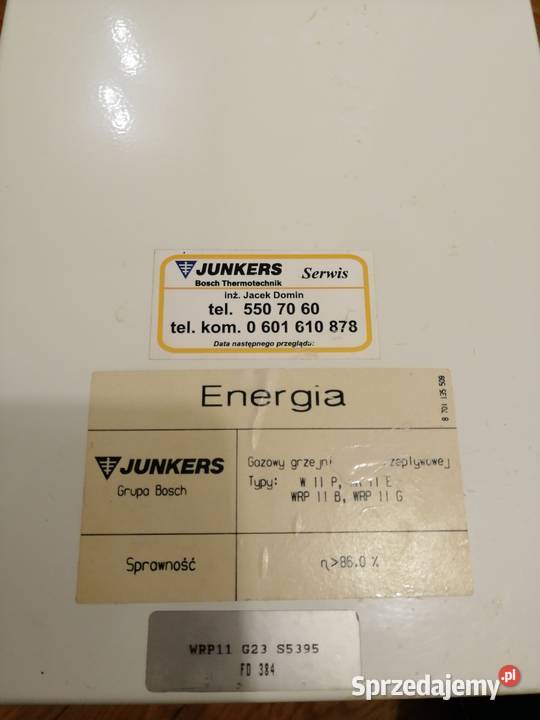 JUNKERS Serwis
Bosch Thermotechnik
inż. Jacek Domin
tel. 550 70 60
tel. kom. 0 601 610 878
Data następnego przeglądu:
Energia
8 701 135 509
JUNKERS
Grupa Bosch
Gazowy
Typy: W 11 P,
WRP 11 B, WRP 11 G
Sprawność
η>86.0 %
WRP11 G23 S5395
FD 384
Sprzedajemy.pl